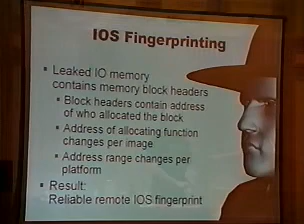 IOS Fingerprinting
Leaked IO memory
contains memory block headers
Block headers contain address
of who allocated the block
Address of allocating function
changes per image
Address range changes per
platform
Result:
Reliable remote IOS fingerprint